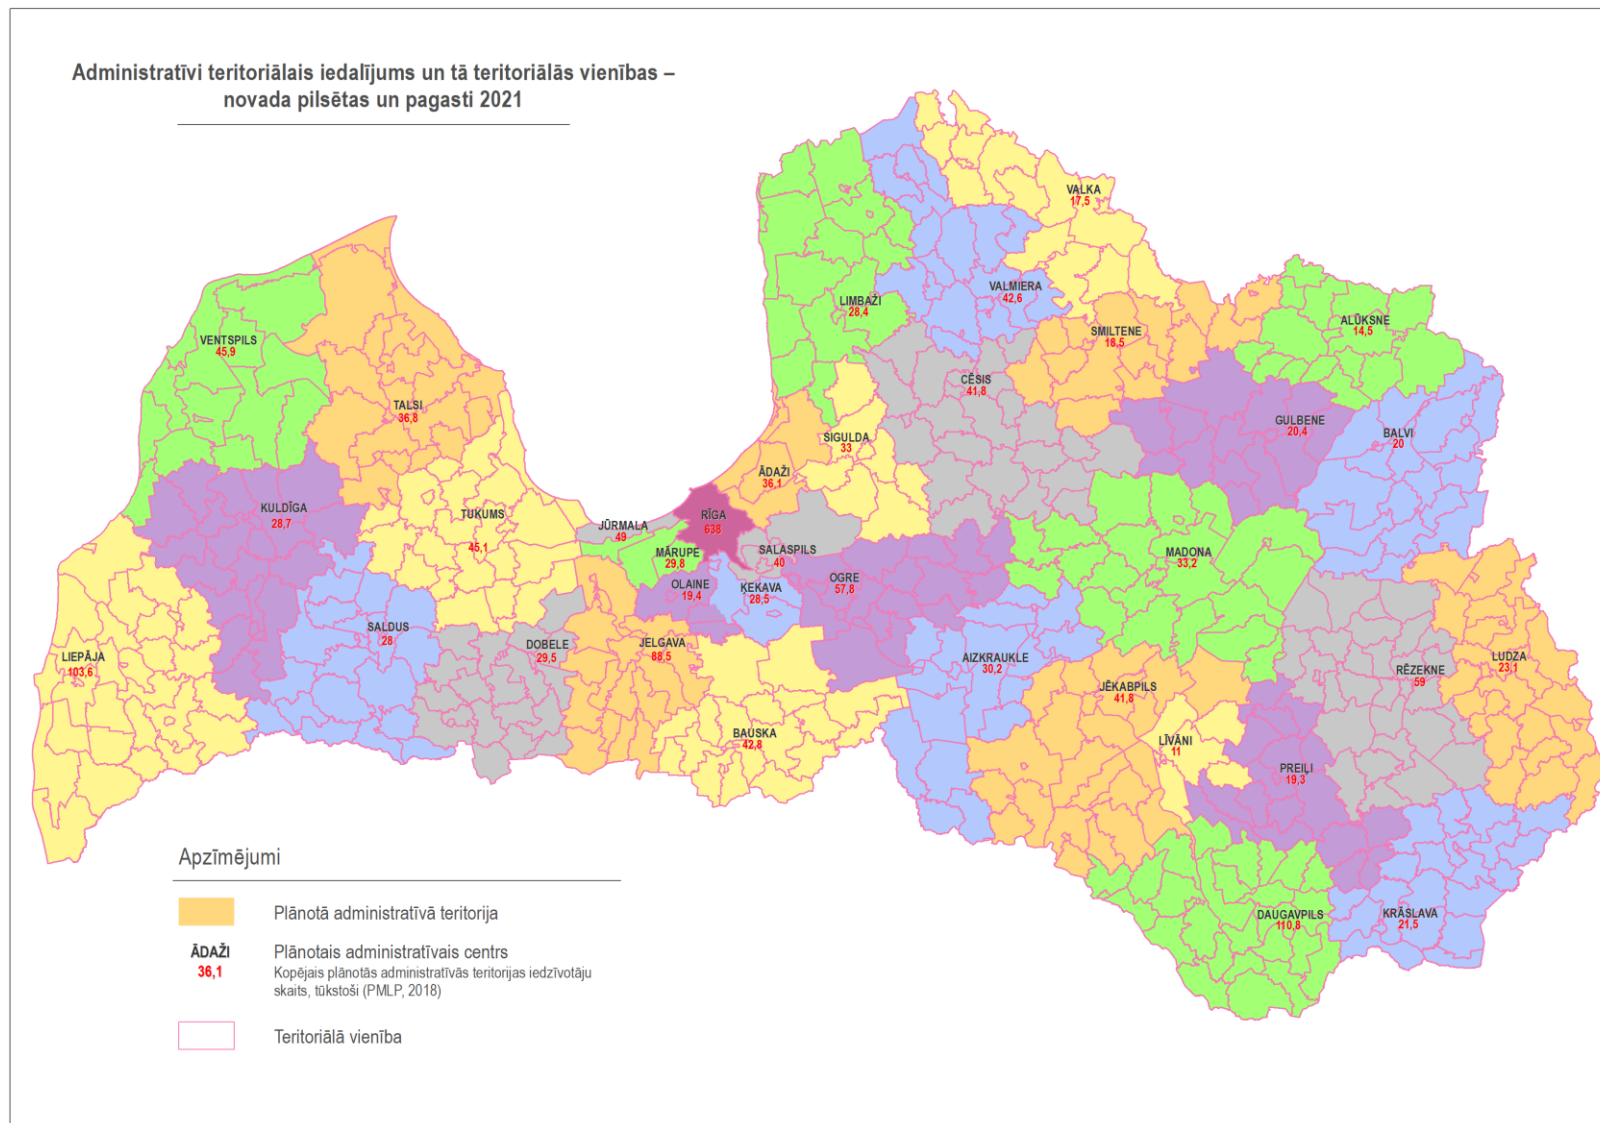 Administratīvi teritoriālais iedalījums un tā teritoriālās vienības –
novada pilsētas un pagasti 2021
VALKA
17,5
VALMIERA
42,6
LIMBAŽI
28,4
ALŪKSNE
14,5
SMILTENE
18,5
VENTSPILS
45,9
CĒSIS
41,8
TALSI
36,8
GULBENE
20,4
BALVI
20
SIGULDA
33
ĀDAŽI
36,1
KULDĪGA
28,7
TUKUMS
45,1
JŪRMALA
49
RĪGA
638
MĀRUPE
29,8
SALASPILS
40
MADONA
33,2
OLAINE
19,4
ĶEKAVA
28,5
OGRE
57,8
SALDUS
28
DOBELE
29,5
JELGAVA
88,5
LIEPĀJA
103,6
AIZKRAUKLE
30,2
RĒZEKNE
59
LUDZA
23,1
JĒKABPILS
41,8
BAUSKA
42,8
LĪVĀNI
11
PREIĻI
19,3
DAUGAVPILS
110,8
KRĀSLAVA
21,5
Apzīmējumi
Plānotā administratīvā teritorija
ĀDAŽI
36,1
Plānotais administratīvais centrs
Kopējais plānotās administratīvās teritorijas iedzīvotāju
skaits, tūkstoši (PMLP, 2018)
Teritoriālā vienība